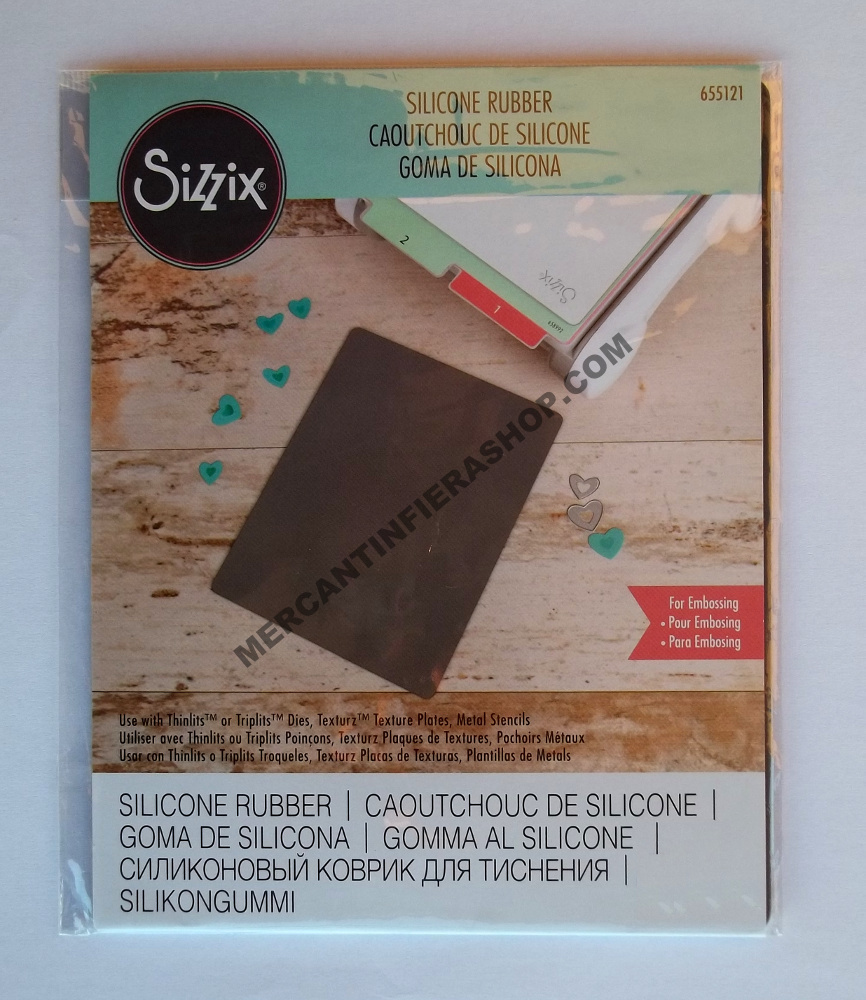 SILICONE RUBBER
CAOUTCHOUC DE SILICONE
GOMA DE SILICONA
655121
Sizzix®
2
1
Sizzix
MERCANTINFIERASHOP.COM
For Embossing
• Pour Embosing
• Para Embosing
Use with Thinlits™ or Triplits™ Dies, Texturz™ Texture Plates, Metal Stencils
Utiliser avec Thinlits ou Triplits Poinçons, Texturz Plaques de Textures, Pochoirs Métaux
Usar con Thinlits o Triplits Troqueles, Texturz Placas de Texturas, Plantillas de Metals
SILICONE RUBBER | CAOUTCHOUC DE SILICONE |
GOMA DE SILICONA | GOMMA AL SILICONE |
СИЛИКОНОВЫЙ КОВРИК ДЛЯ ТИСНЕНИЯ |
SILIKONGUMMI